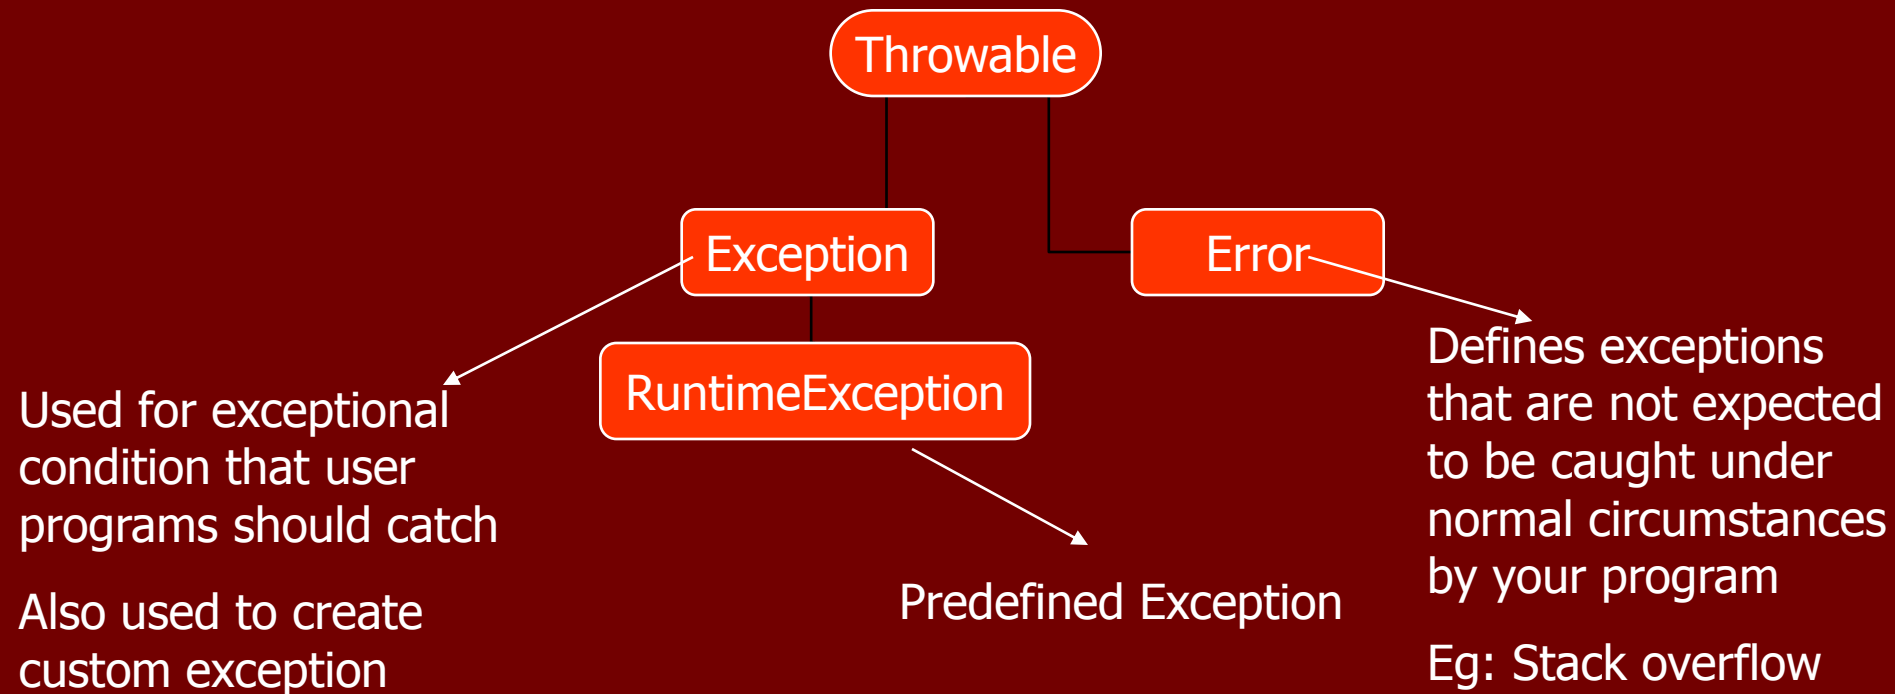 Throwable
Exception
Error
RuntimeException
Used for exceptional
condition that user
programs should catch
Also used to create
custom exception
Predefined Exception
Defines exceptions
that are not expected
to be caught under
normal circumstances
by your program
Eg: Stack overflow